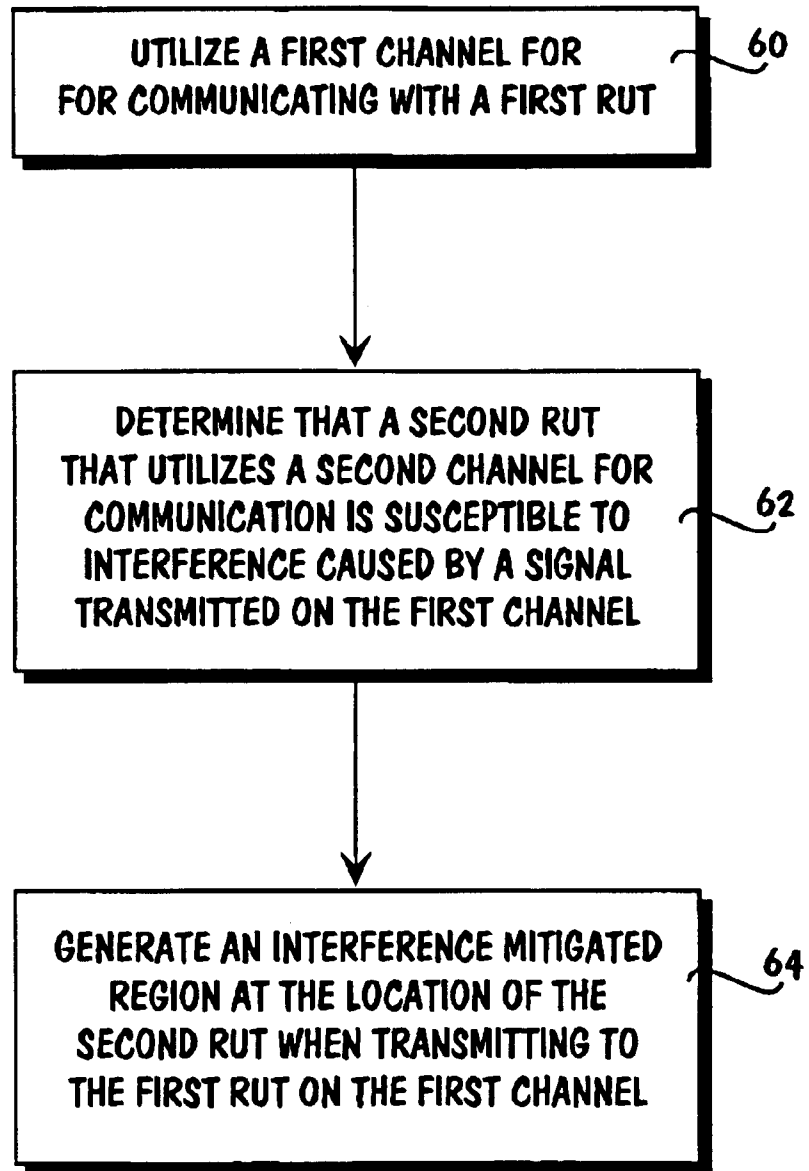 UTILIZE A FIRST CHANNEL FOR
FOR COMMUNICATING WITH A FIRST RUT
60
DETERMINE THAT A SECOND RUT
THAT UTILIZES A SECOND CHANNEL FOR
COMMUNICATION IS SUSCEPTIBLE TO
INTERFERENCE CAUSED BY A SIGNAL
TRANSMITTED ON THE FIRST CHANNEL
62
GENERATE AN INTERFERENCE MITIGATED
REGION AT THE LOCATION OF THE
SECOND RUT WHEN TRANSMITTING TO
THE FIRST RUT ON THE FIRST CHANNEL
64